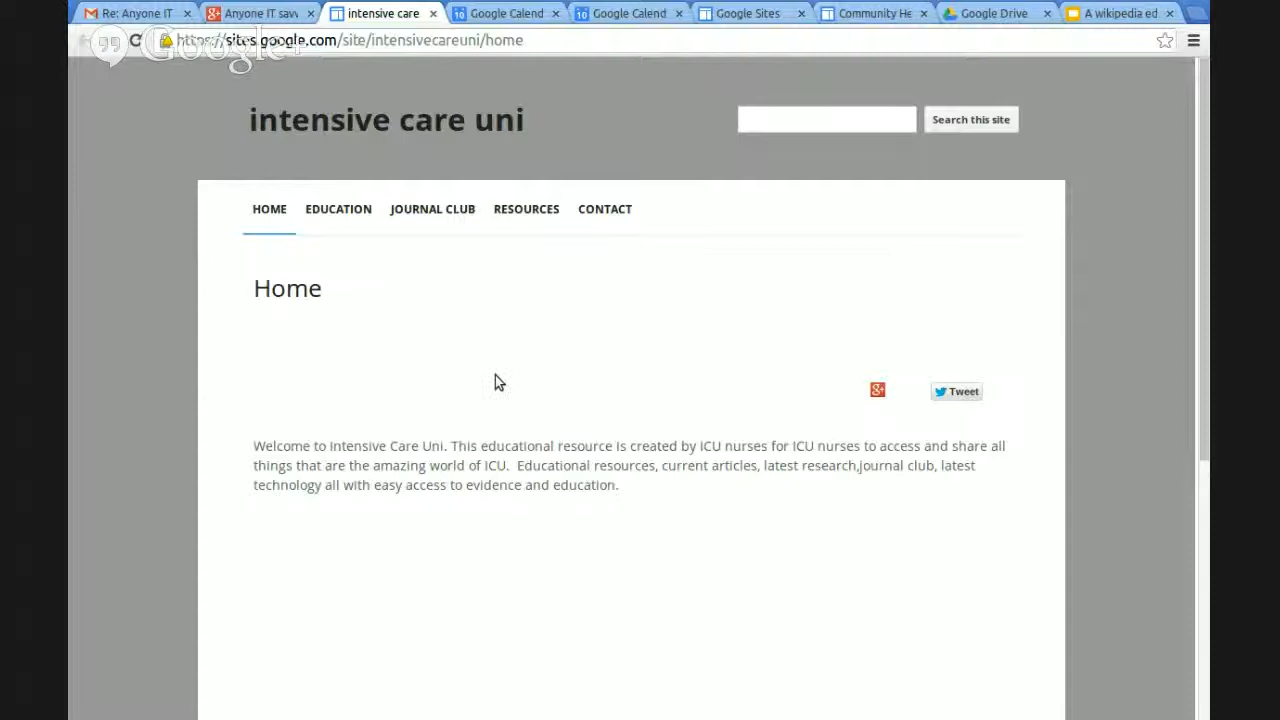 Re: Anyone IT
Anyone IT savv
intensive care
Google Calend
Google Calend
Google Sites
Community He
Google Drive
A wikipedia ed
https://sites.google.com/site/intensivecareuni/home
Google+
intensive care uni
Search this site
HOME EDUCATION JOURNAL CLUB RESOURCES CONTACT
Home
Tweet
Welcome to Intensive Care Uni. This educational resource is created by ICU nurses for ICU nurses to access and share all
things that are the amazing world of ICU.  Educational resources, current articles, latest research,journal club, latest
technology all with easy access to evidence and education.